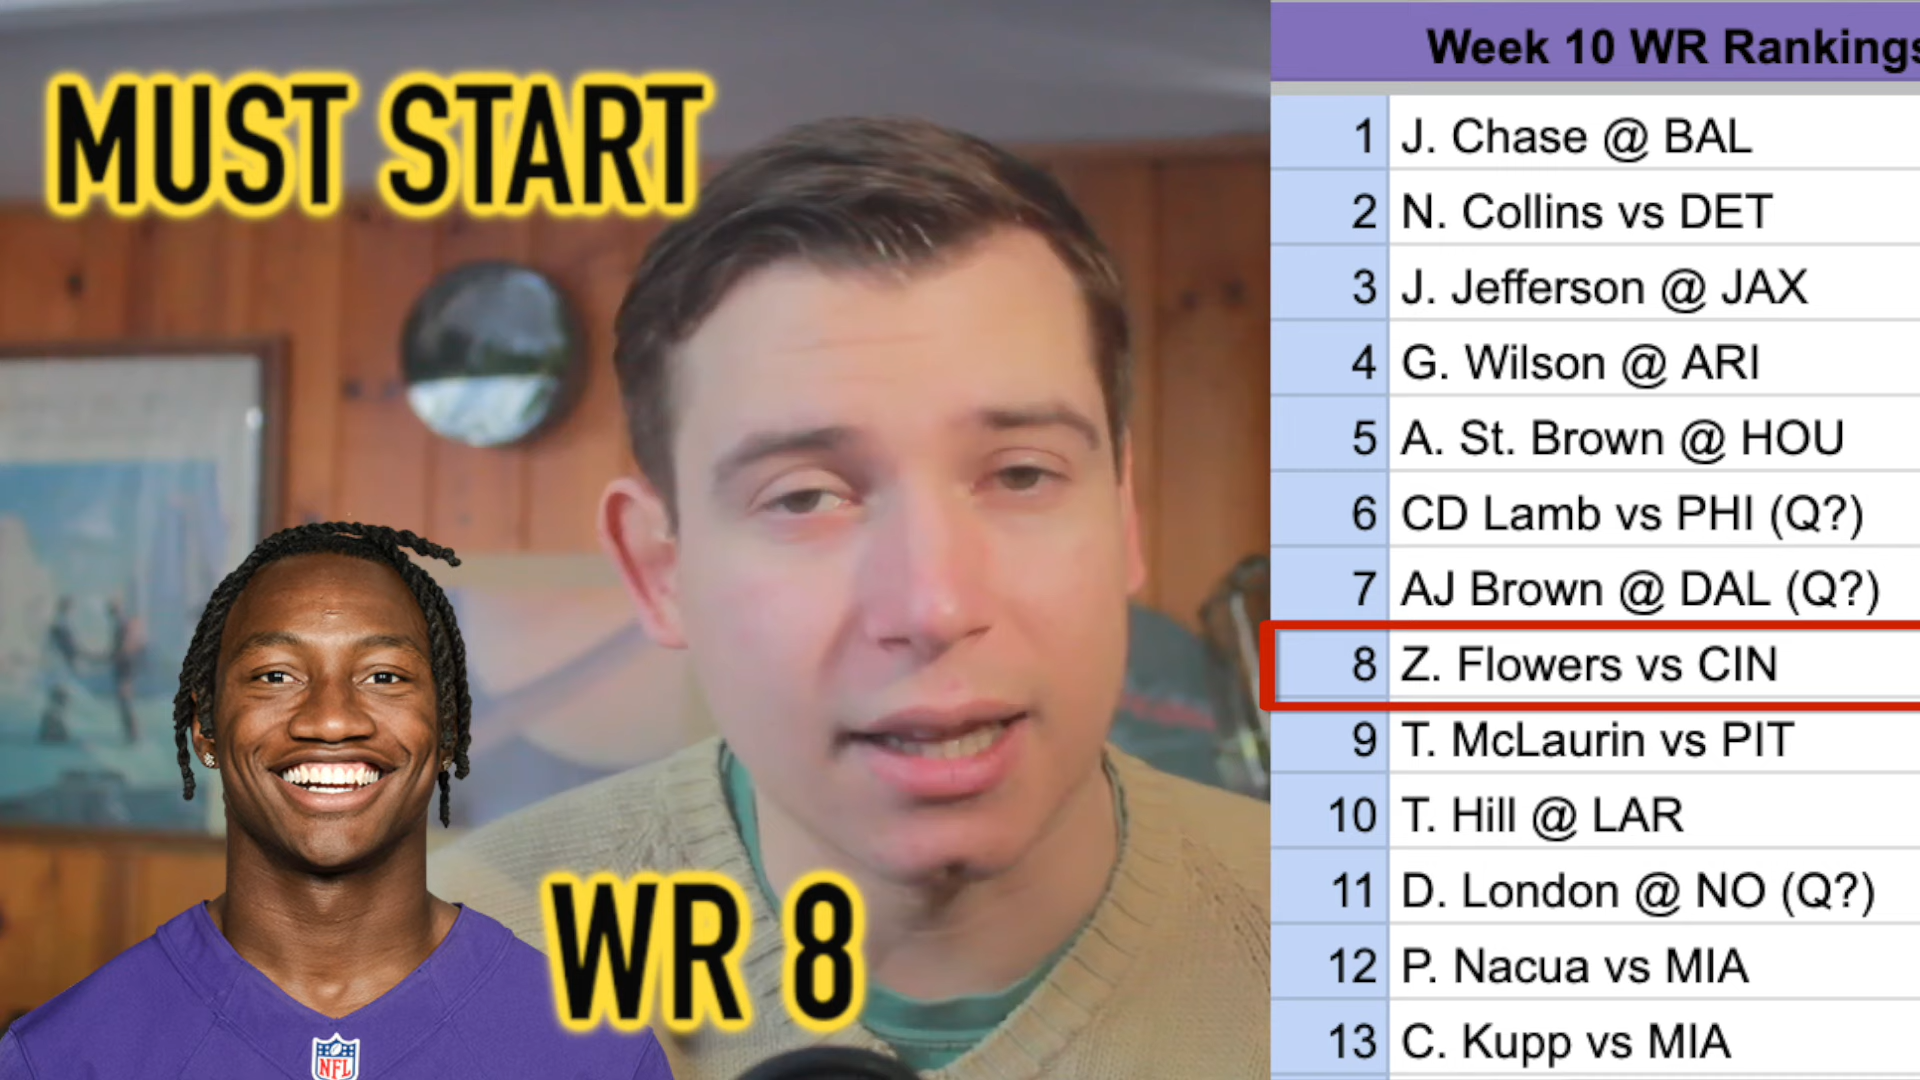 MUST START
WR 8
NFL
Week 10 WR Rankings
1 J. Chase @ BAL
2 N. Collins vs DET
3 J. Jefferson @ JAX
4 G. Wilson @ ARI
5 A. St. Brown @ HOU
6 CD Lamb vs PHI (Q?)
7 AJ Brown @ DAL (Q?)
8 Z. Flowers vs CIN
9 T. McLaurin vs PIT
10 T. Hill @ LAR
11 D. London @ NO (Q?)
12 P. Nacua vs MIA
13 C. Kupp vs MIA